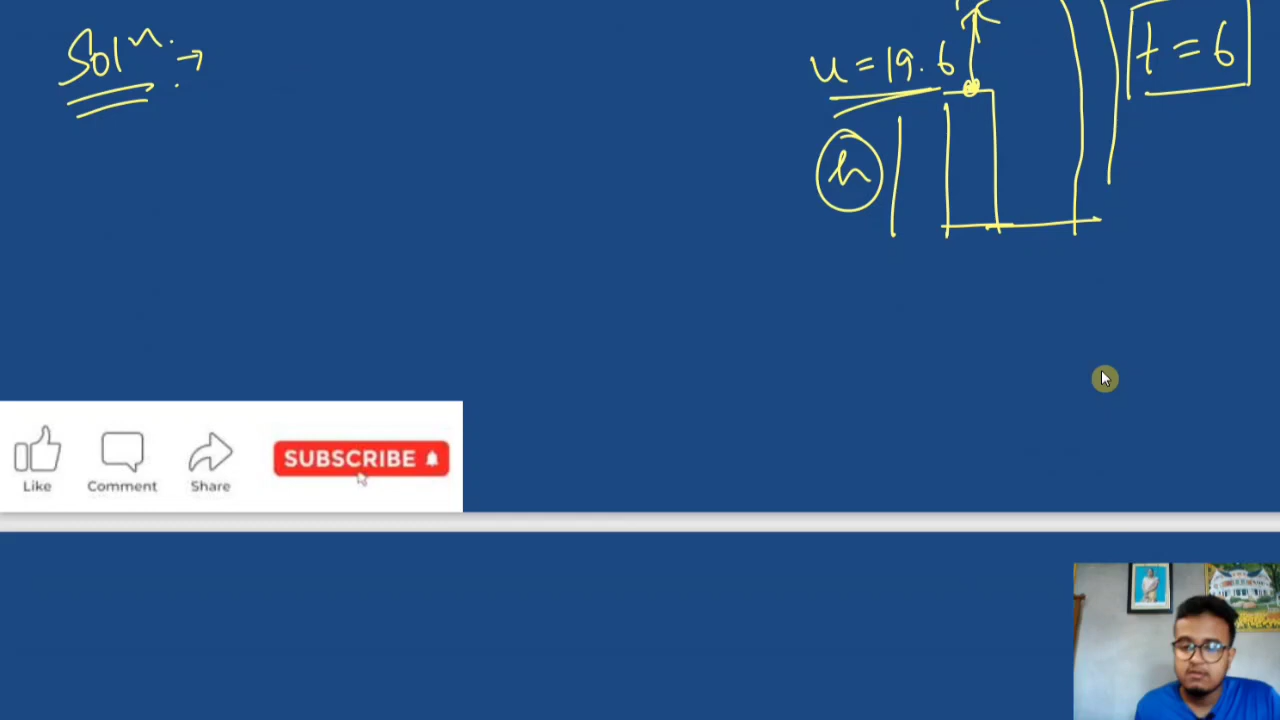 Solⁿ. :→
u = 19.6
t = 6
h
Like
Comment
Share
SUBSCRIBE